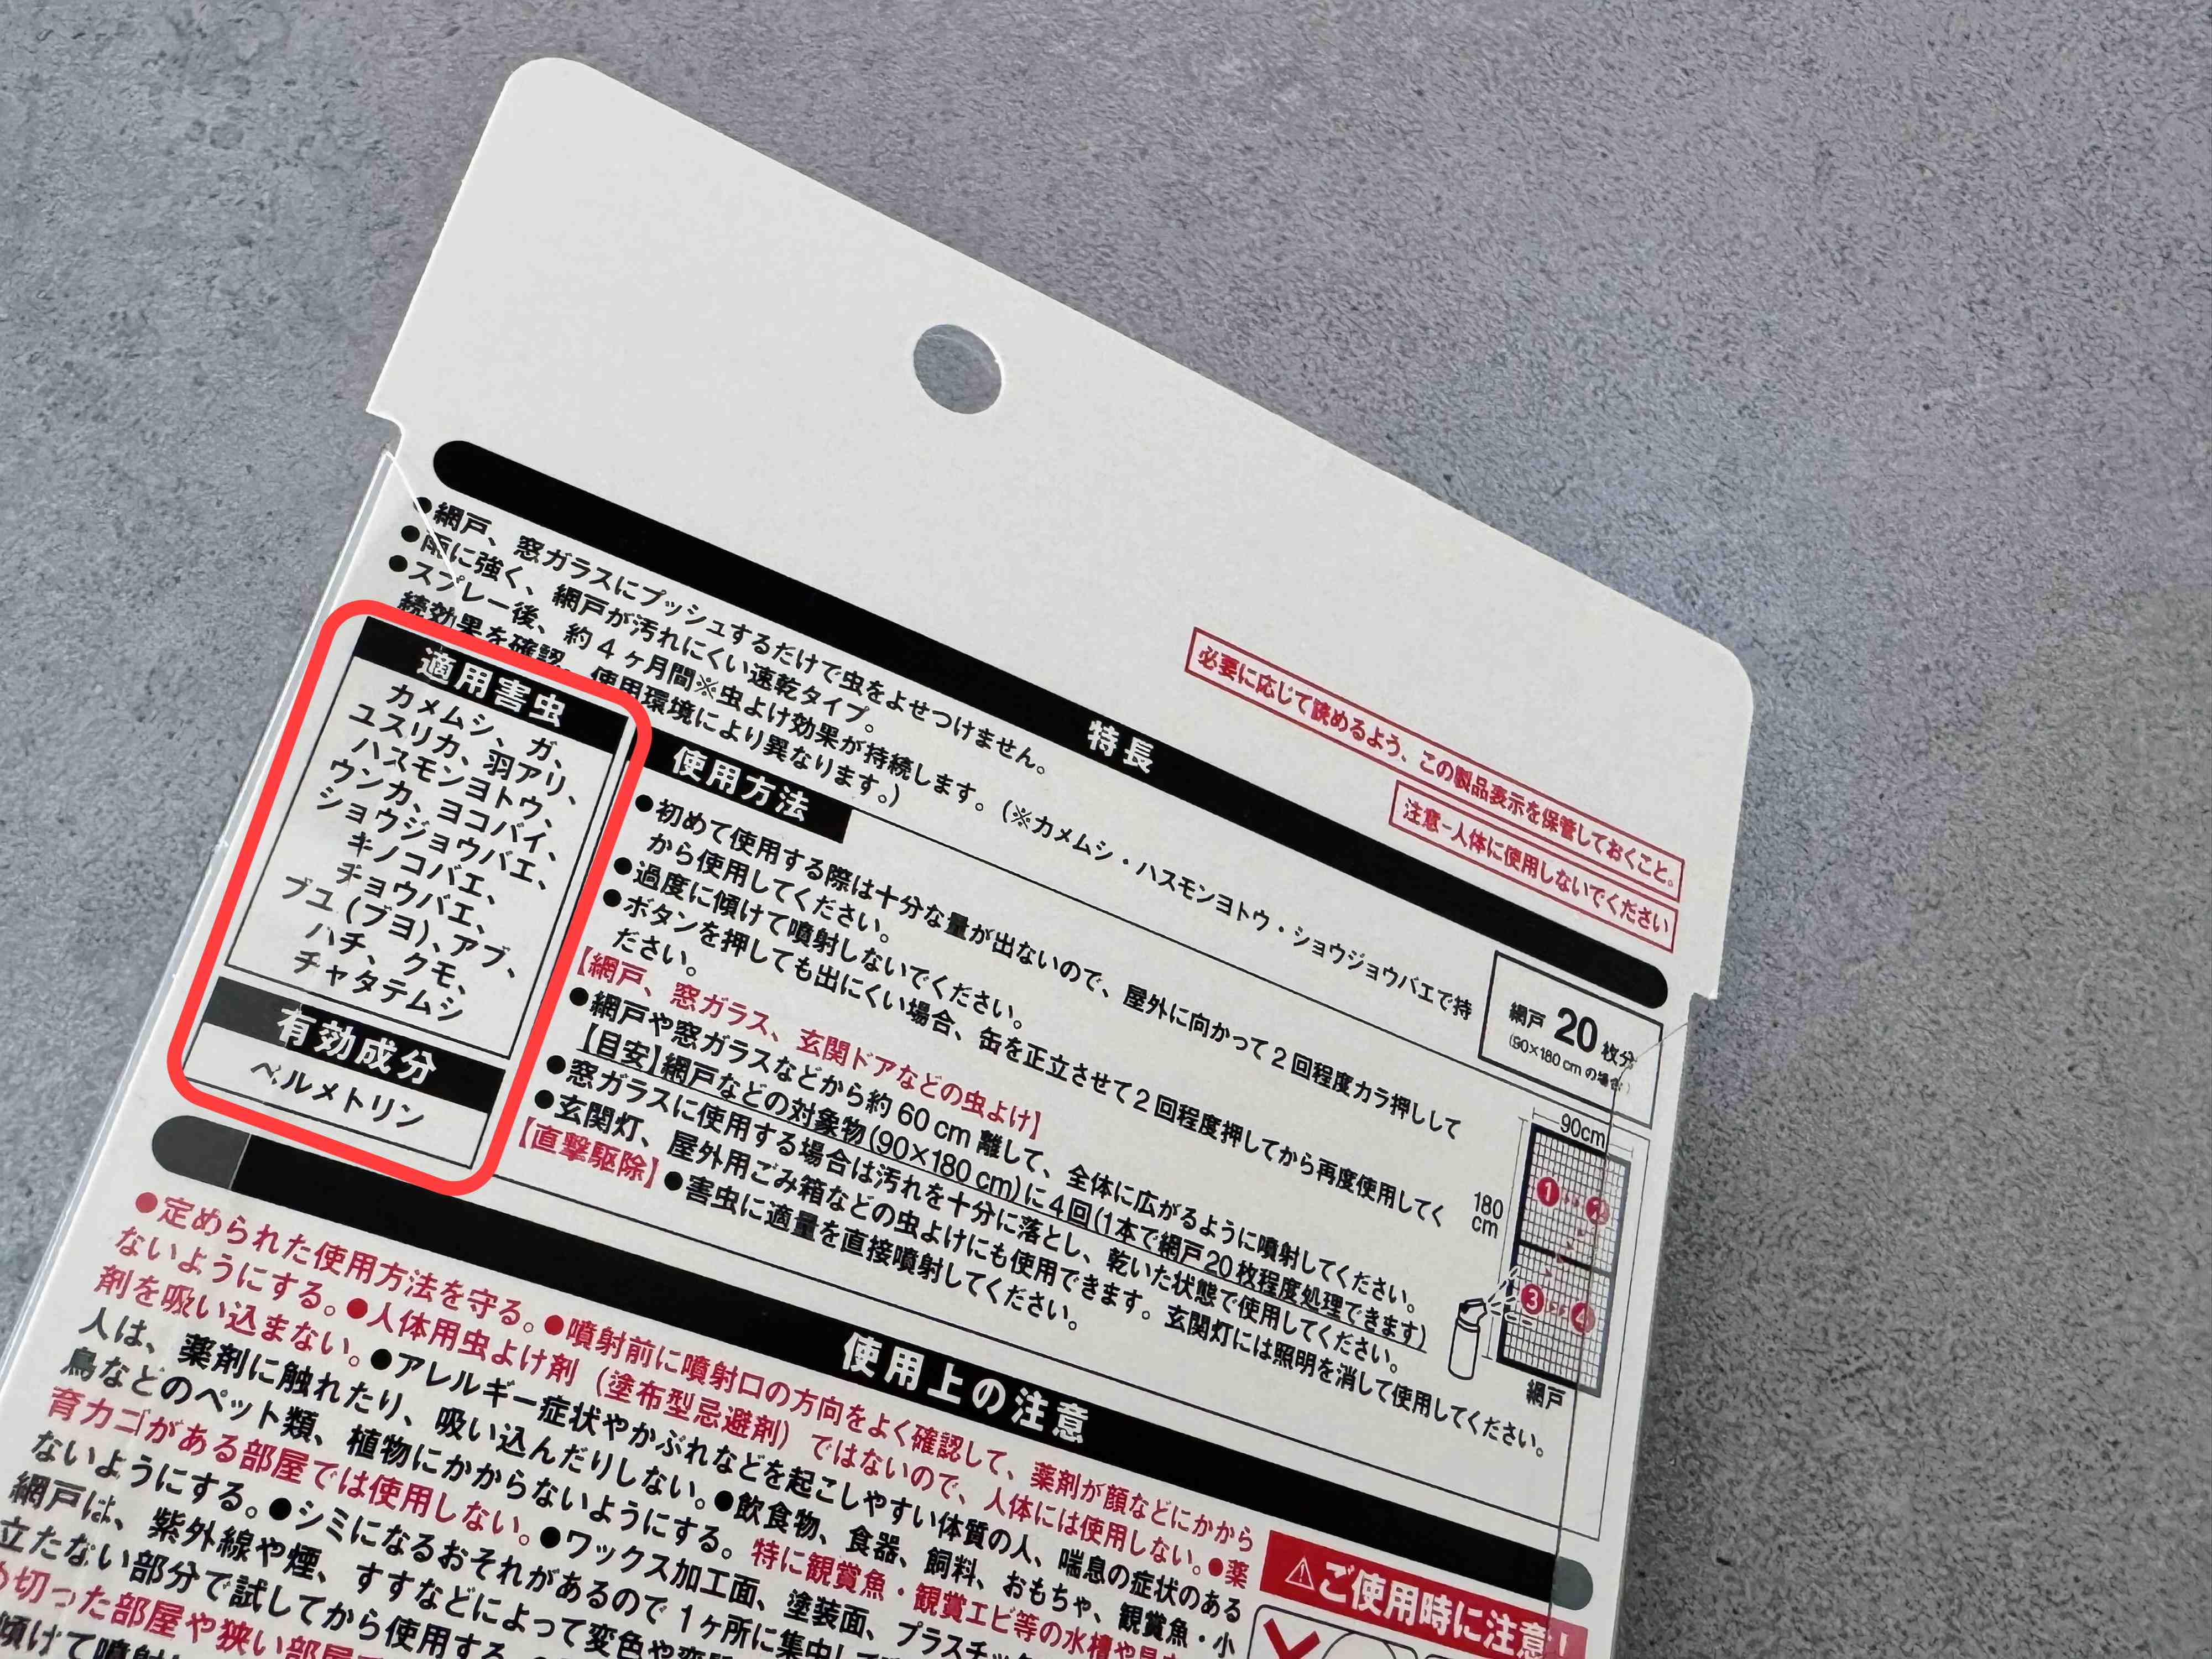 必要に応じて読めるよう、この製品表示を保管しておくこと。
注意-人体に使用しないでください
特長
●網戸、窓ガラスにプッシュするだけで虫をよせつけません。
●雨に強く、網戸が汚れにくい速乾タイプ。
●スプレー後、約4ヶ月間※虫よけ効果が持続します。(※カメムシ・ハスモンヨトウ・ショウジョウバエで持
続効果を確認。使用環境により異なります。)
適用害虫
カメムシ、ガ、
ユスリカ、羽アリ、
ハスモンヨトウ、
ウンカ、ヨコバイ、
ショウジョウバエ、
キノコバエ、
チョウバエ、
ブユ(ブヨ)、アブ、
ハチ、クモ、
チャタテムシ
有効成分
ペルメトリン
使用方法
●初めて使用する際は十分な量が出ないので、屋外に向かって2回程度カラ押しして
から使用してください。
●過度に傾けて噴射しないでください。
●ボタンを押しても出にくい場合、缶を正立させて2回程度押してから再度使用してく
ださい。
【網戸、窓ガラス、玄関ドアなどの虫よけ】
●網戸や窓ガラスなどから約60cm離して、全体に広がるように噴射してください。
【目安】網戸などの対象物(90×180cm)に4回(1本で網戸20枚程度処理できます)
●窓ガラスに使用する場合は汚れを十分に落とし、乾いた状態で使用してください。
●玄関灯、屋外用ごみ箱などの虫よけにも使用できます。玄関灯には照明を消して使用してください。
【直撃駆除】●害虫に適量を直接噴射してください。
網戸 20 枚分
(90×180cmの場合)
90cm
180
cm
1
2
3
4
網戸
使用上の注意
●定められた使用方法を守る。●噴射前に噴射口の方向をよく確認して、薬剤が顔などにかから
ないようにする。●人体用虫よけ剤(塗布型忌避剤)ではないので、人体には使用しない。●薬
剤を吸い込まない。●アレルギー症状やかぶれなどを起こしやすい体質の人、喘息の症状のある
人は、薬剤に触れたり、吸い込んだりしない。●飲食物、食器、飼料、おもちゃ、観賞魚・小
鳥などのペット類、植物にかからないようにする。特に観賞魚・観賞エビ等の水槽や
育カゴがある部屋では使用しない。●ワックス加工面、塗装面、プラスチッ
ないようにする。●シミになるおそれがあるので1ヶ所に集中し
網戸は、紫外線や煙、すすなどによって変色や
立たない部分で試してから使用する。
切った部屋や狭い部屋
傾けて噴射
⚠ご使用時に注意!